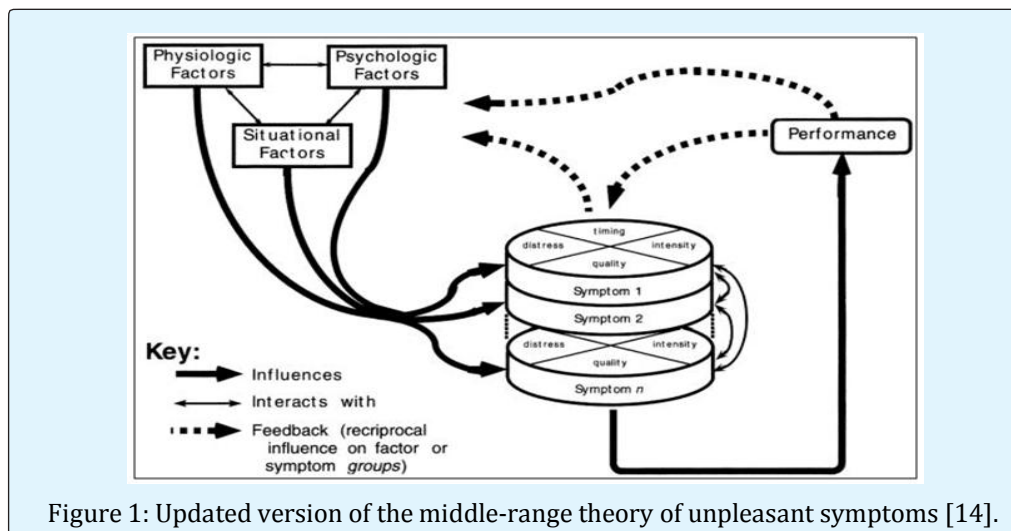 Physiologic
Factors
Psychologic
Factors
Situational
Factors
Performance
timing
distress
intensity
quality
Symptom 1
Symptom 2
distress
intensity
quality
Symptom n
Key:
Influences
Interacts with
Feedback (recriprocal
influence on factor or
symptom groups)
Figure 1: Updated version of the middle-range theory of unpleasant symptoms [14].